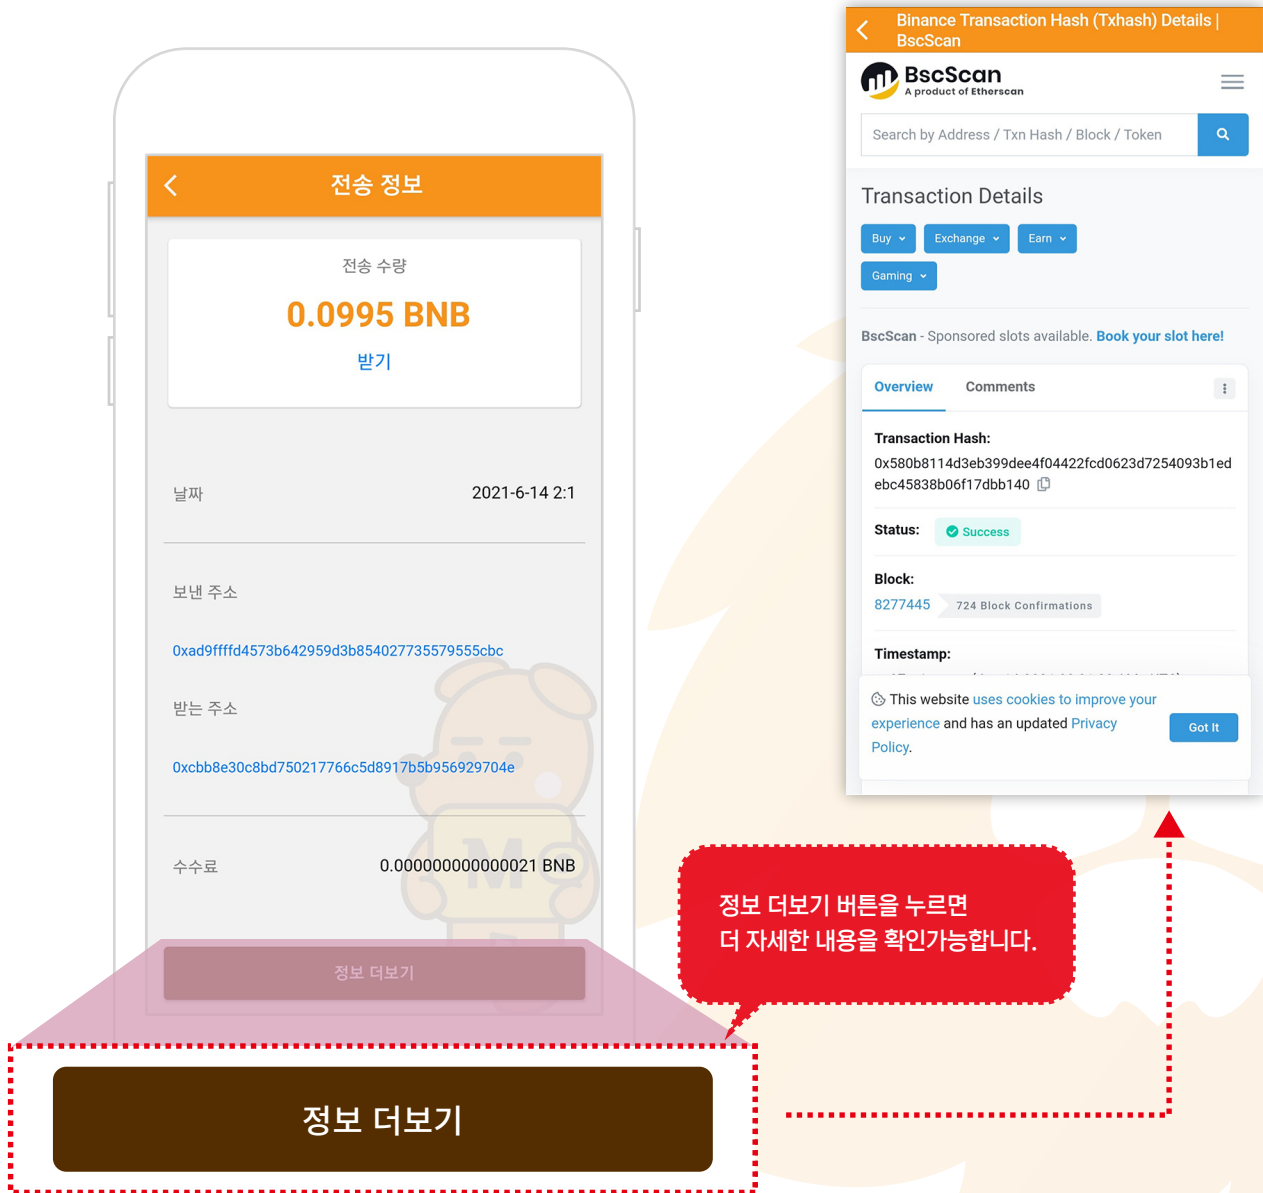 전송 정보
전송 수량
0.0995 BNB
받기
날짜 2021-6-14 2:1
보낸 주소
0xad9ffffd4573b642959d3b854027735579555cbc
받는 주소
0xcbb8e30c8bd750217766c5d8917b5b956929704e
수수료 0.000000000000021 BNB
정보 더보기
정보 더보기
정보 더보기 버튼을 누르면
더 자세한 내용을 확인가능합니다.
Binance Transaction Hash (Txhash) Details |
BscScan
BscScan
A product of Etherscan
Search by Address / Txn Hash / Block / Token
Transaction Details
Buy
Exchange
Earn
Gaming
BscScan - Sponsored slots available. Book your slot here!
Overview Comments
Transaction Hash:
0x580b8114d3eb399dee4f04422fcd0623d7254093b1ed
ebc45838b06f17dbb140
Status: Success
Block:
8277445 724 Block Confirmations
Timestamp:
This website uses cookies to improve your
experience and has an updated Privacy
Policy.
Got It